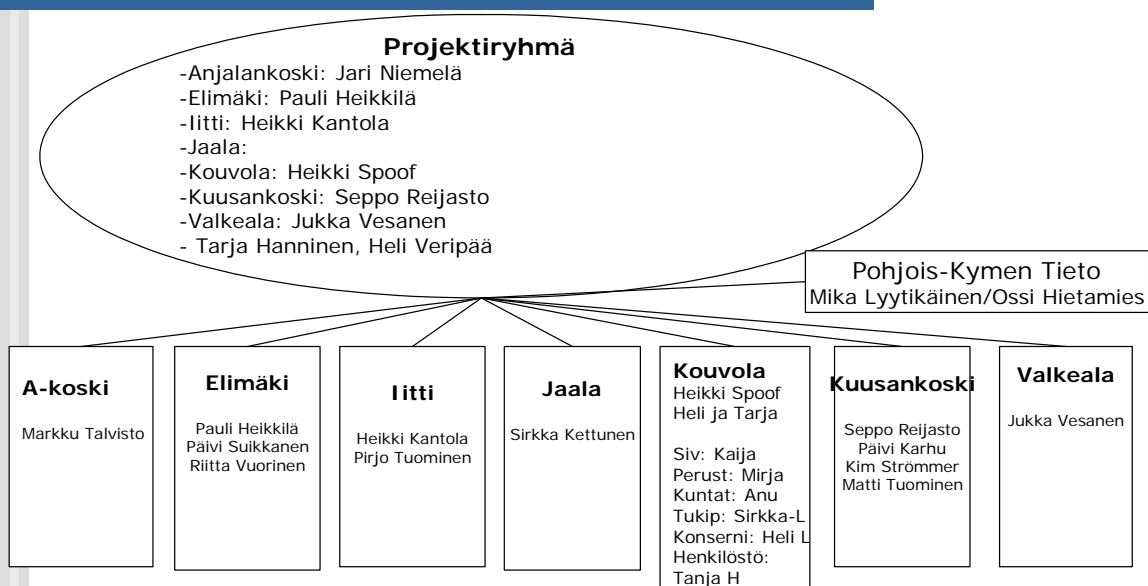 Projektiryhmä
-Anjalankoski: Jari Niemelä
-Elimäki: Pauli Heikkilä
-Iitti: Heikki Kantola
-Jaala:
-Kouvola: Heikki Spoof
-Kuusankoski: Seppo Reijasto
-Valkeala: Jukka Vesanen
- Tarja Hanninen, Heli Veripää
Pohjois-Kymen Tieto
Mika Lyytikäinen/Ossi Hietamies
A-koski
Markku Talvisto
Elimäki
Pauli Heikkilä
Päivi Suikkanen
Riitta Vuorinen
Iitti
Heikki Kantola
Pirjo Tuominen
Jaala
Sirkka Kettunen
Kouvola
Heikki Spoof
Heli ja Tarja
Siv: Kaija
Perust: Mirja
Kuntat: Anu
Tukip: Sirkka-L
Konserni: Heli L
Henkilöstö:
Tanja H
Kuusankoski
Seppo Reijasto
Päivi Karhu
Kim Strömmer
Matti Tuominen
Valkeala
Jukka Vesanen